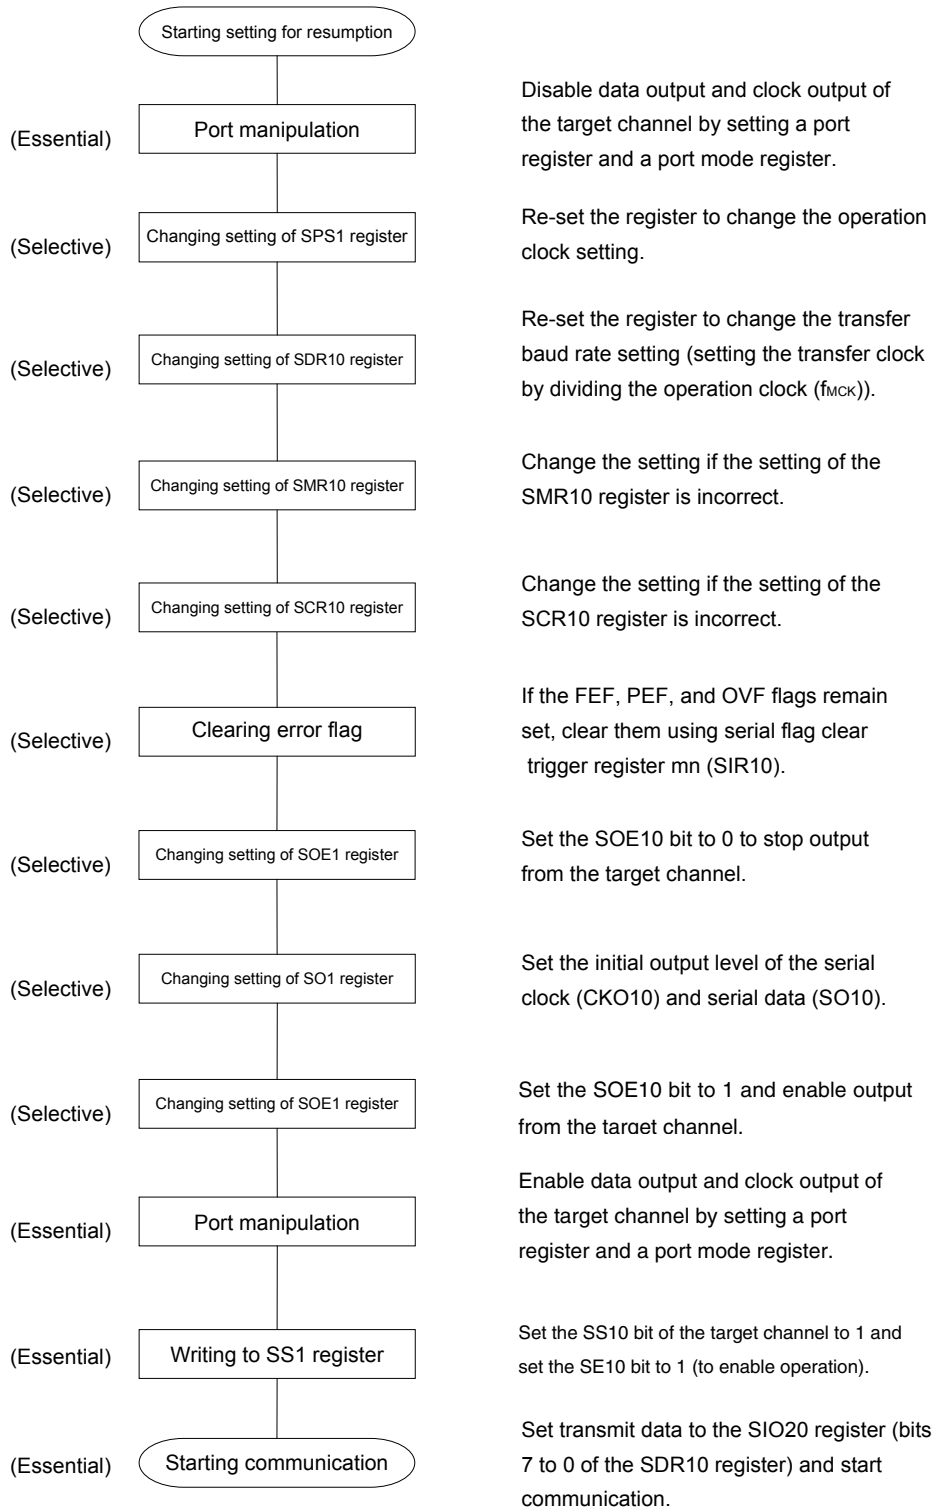 Starting setting for resumption
(Essential)
Port manipulation
Disable data output and clock output of
the target channel by setting a port
register and a port mode register.
(Selective)
Changing setting of SPS1 register
Re-set the register to change the operation
clock setting.
(Selective)
Changing setting of SDR10 register
Re-set the register to change the transfer
baud rate setting (setting the transfer clock
by dividing the operation clock (fMCK)).
(Selective)
Changing setting of SMR10 register
Change the setting if the setting of the
SMR10 register is incorrect.
(Selective)
Changing setting of SCR10 register
Change the setting if the setting of the
SCR10 register is incorrect.
(Selective)
Clearing error flag
If the FEF, PEF, and OVF flags remain
set, clear them using serial flag clear
trigger register mn (SIR10).
(Selective)
Changing setting of SOE1 register
Set the SOE10 bit to 0 to stop output
from the target channel.
(Selective)
Changing setting of SO1 register
Set the initial output level of the serial
clock (CKO10) and serial data (SO10).
(Selective)
Changing setting of SOE1 register
Set the SOE10 bit to 1 and enable output
from the target channel.
(Essential)
Port manipulation
Enable data output and clock output of
the target channel by setting a port
register and a port mode register.
(Essential)
Writing to SS1 register
Set the SS10 bit of the target channel to 1 and
set the SE10 bit to 1 (to enable operation).
(Essential)
Starting communication
Set transmit data to the SIO20 register (bits
7 to 0 of the SDR10 register) and start
communication.